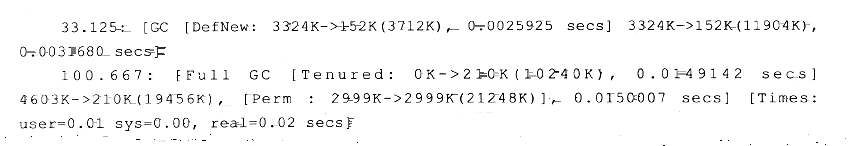 33.125: [GC [DefNew: 3324K->152K(3712K), 0.0025925 secs] 3324K->152K(11904K),
0.0031680 secs]
100.667: [Full GC [Tenured: 0K->210K(10240K), 0.0149142 secs]
4603K->210K(19456K), [Perm : 2999K->2999K(21248K)], 0.0150007 secs] [Times:
user=0.01 sys=0.00, real=0.02 secs]